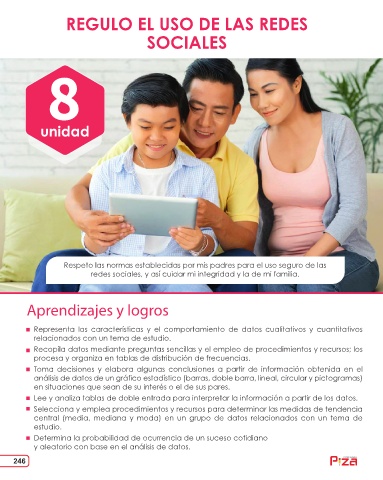 REGULO EL USO DE LAS REDES
SOCIALES
8
unidad
Respeto las normas establecidas por mis padres para el uso seguro de las
redes sociales, y así cuidar mi integridad y la de mi familia.
Aprendizajes y logros
Representa las características y el comportamiento de datos cualitativos y cuantitativos
relacionados con un tema de estudio.
Recopila datos mediante preguntas sencillas y el empleo de procedimientos y recursos; los
procesa y organiza en tablas de distribución de frecuencias.
Toma decisiones y elabora algunas conclusiones a partir de información obtenida en el
análisis de datos de un gráfico estadístico (barras, doble barra, lineal, circular y pictogramas)
en situaciones que sean de su interés o el de sus pares.
Lee y analiza tablas de doble entrada para interpretar la información a partir de los datos.
Selecciona y emplea procedimientos y recursos para determinar las medidas de tendencia
central (media, mediana y moda) en un grupo de datos relacionados con un tema de
estudio.
Determina la probabilidad de ocurrencia de un suceso cotidiano
y aleatorio con base en el análisis de datos.
246